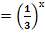 = (1/3)^x